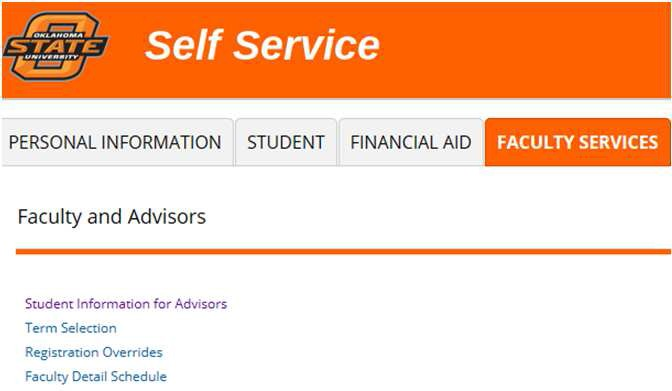 OKLAHOMA
STATE
UNIVERSITY
Self Service
PERSONAL INFORMATION STUDENT FINANCIAL AID FACULTY SERVICES
Faculty and Advisors
Student Information for Advisors
Term Selection
Registration Overrides
Faculty Detail Schedule